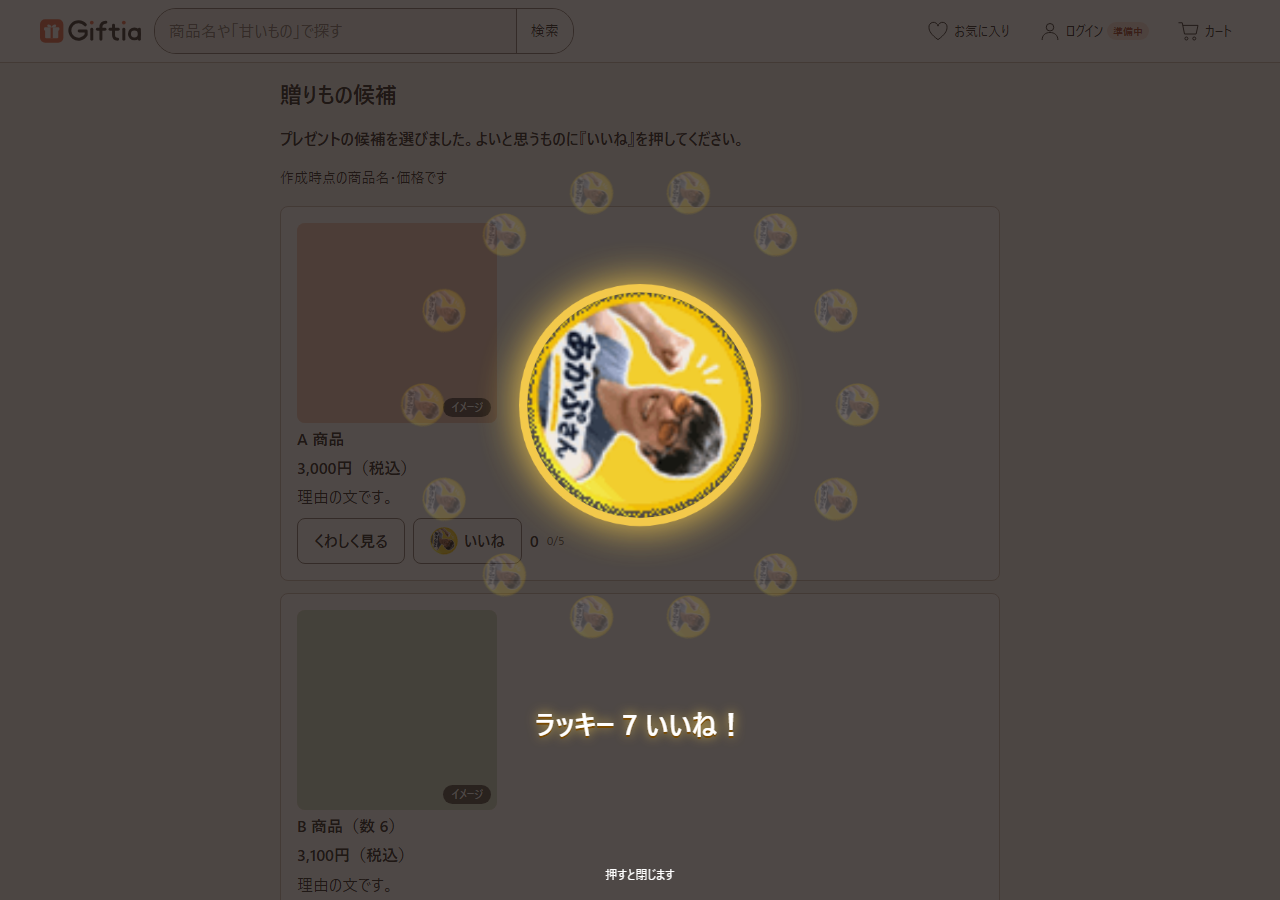 Giftia
商品名や「甘いもの」で探す
検索
お気に入り
ログイン 準備中
カート
贈りもの候補
プレゼントの候補を選びました。よいと思うものに『いいね』を押してください。
作成時点の商品名・価格です
イメージ
あかぷさん
A 商品
3,000円（税込）
理由の文です。
くわしく見る
いいね
0 0/5
イメージ
ラッキー 7 いいね！
B 商品（数 6）
3,100円（税込）
理由の文です。
押すと閉じます